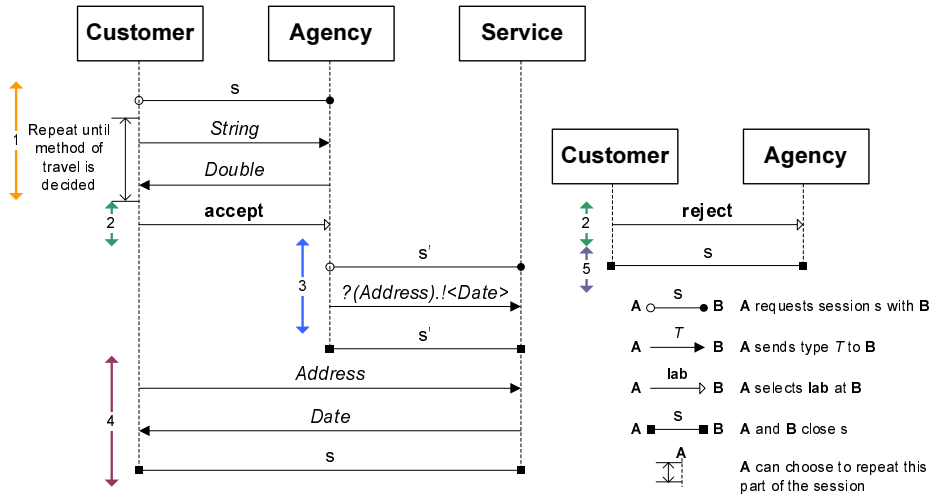 Customer
Agency
Service
s
1
Repeat until
method of
travel is
decided
String
Double
2
accept
s'
3
?(Address).!<Date>
s'
4
Address
Date
s
Customer
Agency
2
reject
5
s
A s B A requests session s with B
A T B A sends type T to B
A lab B A selects lab at B
A s B A and B close s
A
A can choose to repeat this
part of the session